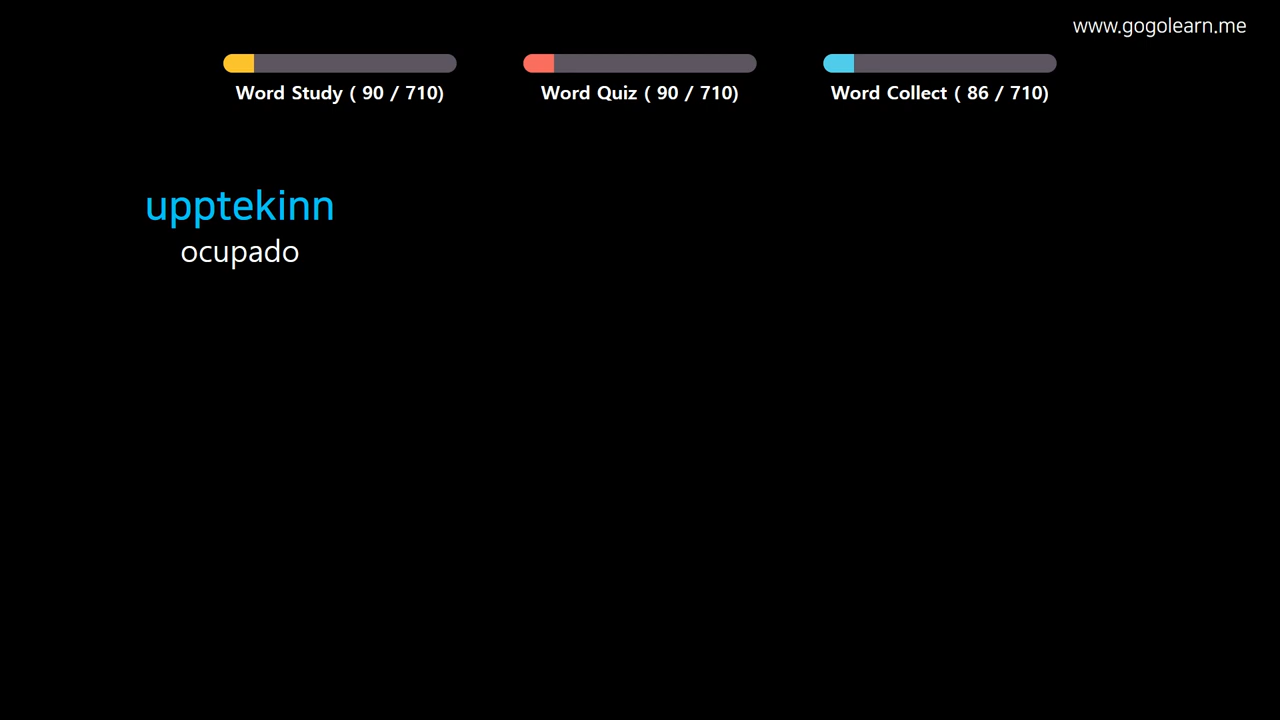 www.gogolearn.me
Word Study ( 90 / 710)
Word Quiz ( 90 / 710)
Word Collect ( 86 / 710)
upptekinn
ocupado